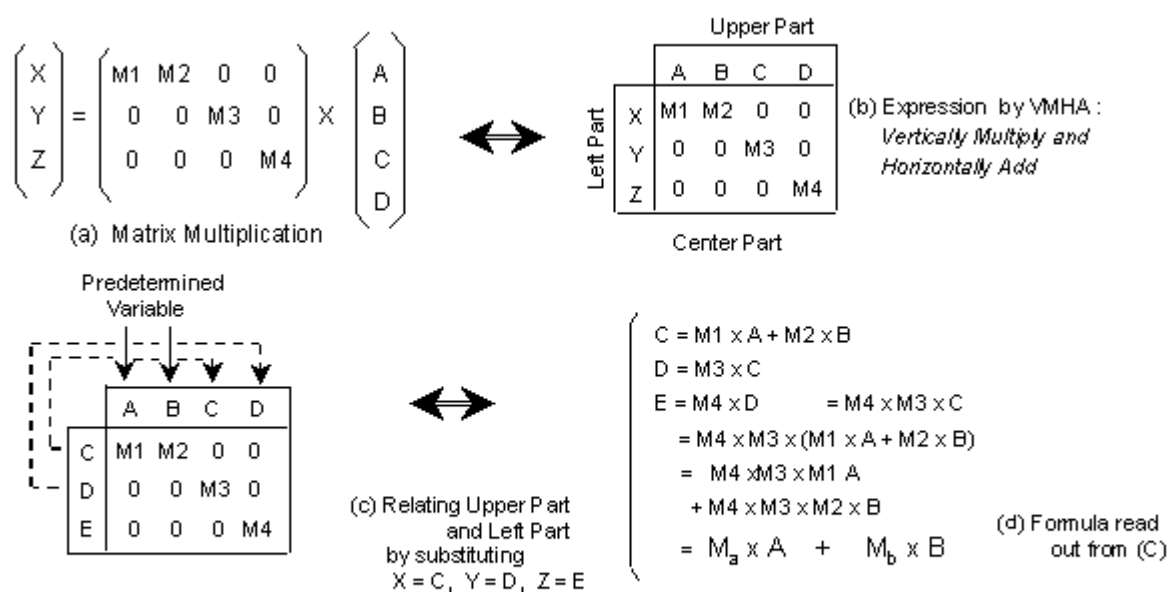 X
Y
Z
=
M1 M2 0 0
0 0 M3 0
0 0 0 M4
X
A
B
C
D
(a) Matrix Multiplication
Upper Part
Left Part
A B C D
X M1 M2 0 0
Y 0 0 M3 0
Z 0 0 0 M4
Center Part
(b) Expression by VMHA :
Vertically Multiply and
Horizontally Add
Predetermined
Variable
A B C D
C M1 M2 0 0
D 0 0 M3 0
E 0 0 0 M4
(c) Relating Upper Part
and Left Part
by substituting
X = C, Y = D, Z = E
C = M1 x A + M2 x B
D = M3 x C
E = M4 x D = M4 x M3 x C
= M4 x M3 x (M1 x A + M2 x B)
= M4 x M3 x M1 A
+ M4 x M3 x M2 x B
= Ma x A + Mb x B
(d) Formula read
out from (C)